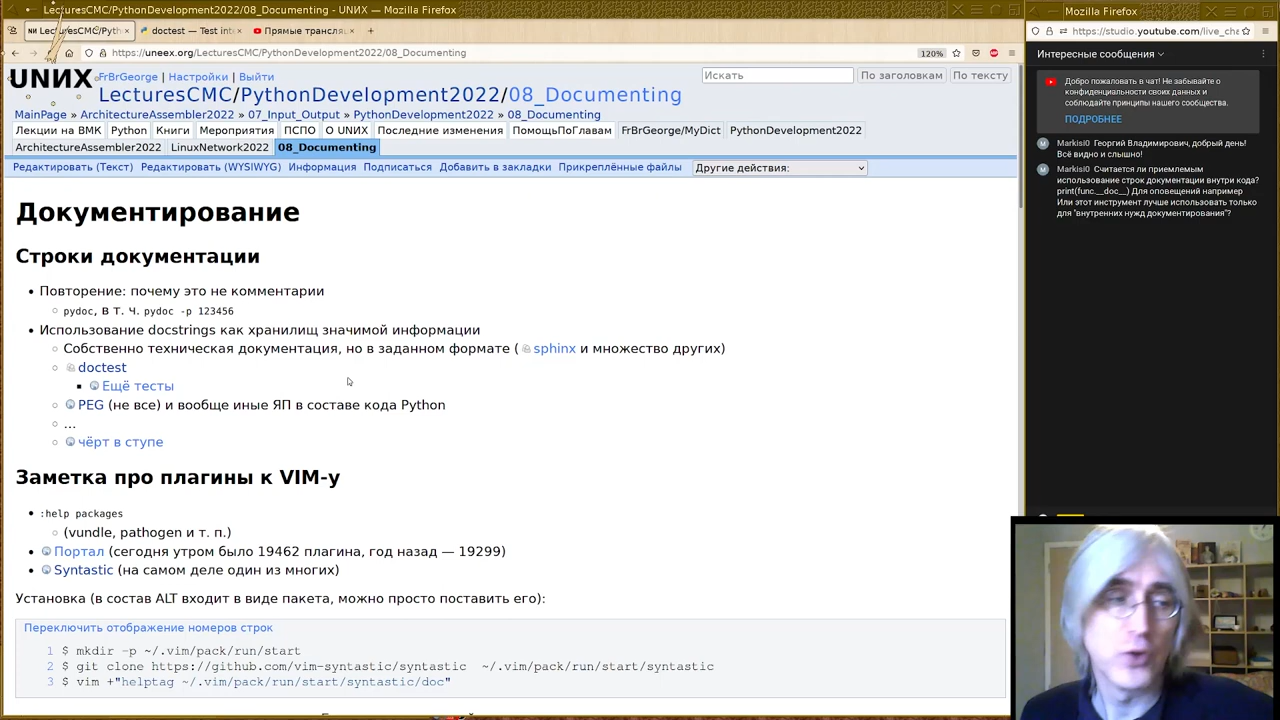 LecturesCMC/PythonDevelopment2022/08_Documenting - UNИX — Mozilla Firefox
Mozilla Firefox
LecturesCMC/Pyth
doctest — Test inte
Прямые трансля
https://studio.youtube.com/live_cha
https://uneex.org/LecturesCMC/PythonDevelopment2022/08_Documenting
120%
Интересные сообщения
UNИX
FrBrGeorge | Настройки | Выйти
Искать
По заголовкам
По тексту
LecturesCMC/PythonDevelopment2022/08_Documenting
MainPage » ArchitectureAssembler2022 » 07_Input_Output » PythonDevelopment2022 » 08_Documenting
Лекции на ВМК Python Книги Мероприятия ПСПО О UNIX Последние изменения ПомощьПоГлавам FrBrGeorge/MyDict PythonDevelopment2022
ArchitectureAssembler2022 LinuxNetwork2022 08_Documenting
Редактировать (Текст) Редактировать (WYSIWYG) Информация Подписаться Добавить в закладки Прикреплённые файлы Другие действия:
Документирование
Строки документации
• Повторение: почему это не комментарии
pydoc, в т. ч. pydoc -p 123456
• Использование docstrings как хранилищ значимой информации
Собственно техническая документация, но в заданном формате ( sphinx и множество других)
doctest
Ещё тесты
PEG (не все) и вообще иные ЯП в составе кода Python
...
чёрт в ступе
Заметка про плагины к VIM-у
• :help packages
(vundle, pathogen и т. п.)
• Портал (сегодня утром было 19462 плагина, год назад — 19299)
• Syntastic (на самом деле один из многих)
Установка (в состав ALT входит в виде пакета, можно просто поставить его):
Переключить отображение номеров строк
1 $ mkdir -p ~/.vim/pack/run/start
2 $ git clone https://github.com/vim-syntastic/syntastic ~/.vim/pack/run/start/syntastic
3 $ vim +"helptag ~/.vim/pack/run/start/syntastic/doc"
Добро пожаловать в чат! Не забывайте о
конфиденциальности своих данных и
соблюдайте принципы нашего сообщества.
ПОДРОБНЕЕ
M Markisi0 Георгий Владимирович, добрый день!
Всё видно и слышно!
M Markisi0 Считается ли приемлемым
использование строк документации внутри кода?
print(func.__doc__) Для оповещений например
Или этот инструмент лучше использовать только
для "внутренних нужд документирования"?